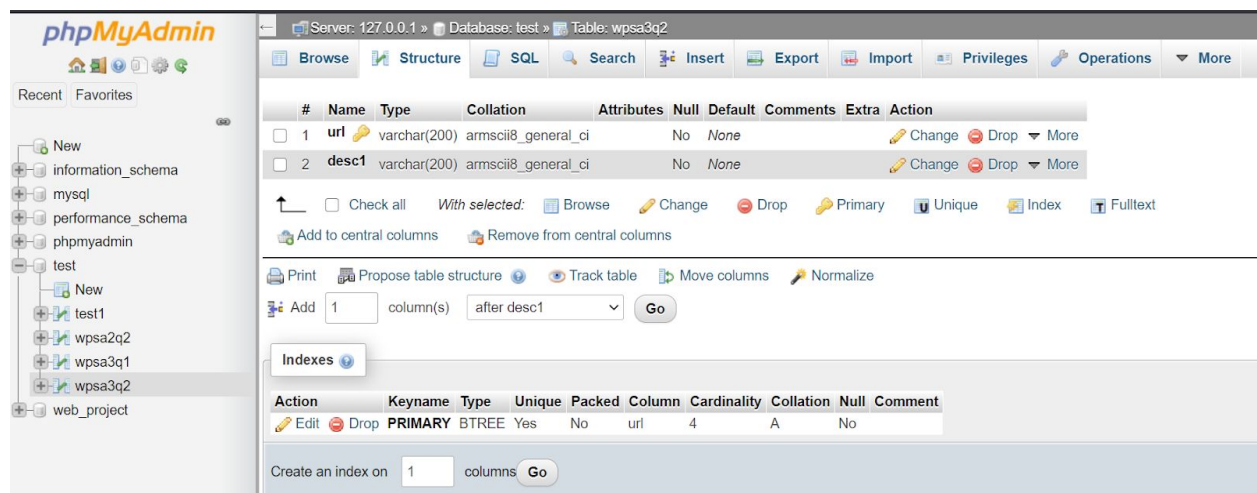 phpMyAdmin
Recent Favorites
New
information_schema
mysql
performance_schema
phpmyadmin
test
New
test1
wpsa2q2
wpsa3q1
wpsa3q2
web_project
Server: 127.0.0.1 » Database: test » Table: wpsa3q2
Browse Structure SQL Search Insert Export Import Privileges Operations More
# Name Type Collation Attributes Null Default Comments Extra Action
1 url varchar(200) armscii8_general_ci No None Change Drop More
2 desc1 varchar(200) armscii8_general_ci No None Change Drop More
Check all With selected: Browse Change Drop Primary Unique Index Fulltext
Add to central columns Remove from central columns
Print Propose table structure Track table Move columns Normalize
Add 1 column(s) after desc1 Go
Indexes
Action Keyname Type Unique Packed Column Cardinality Collation Null Comment
Edit Drop PRIMARY BTREE Yes No url 4 A No
Create an index on 1 columns Go